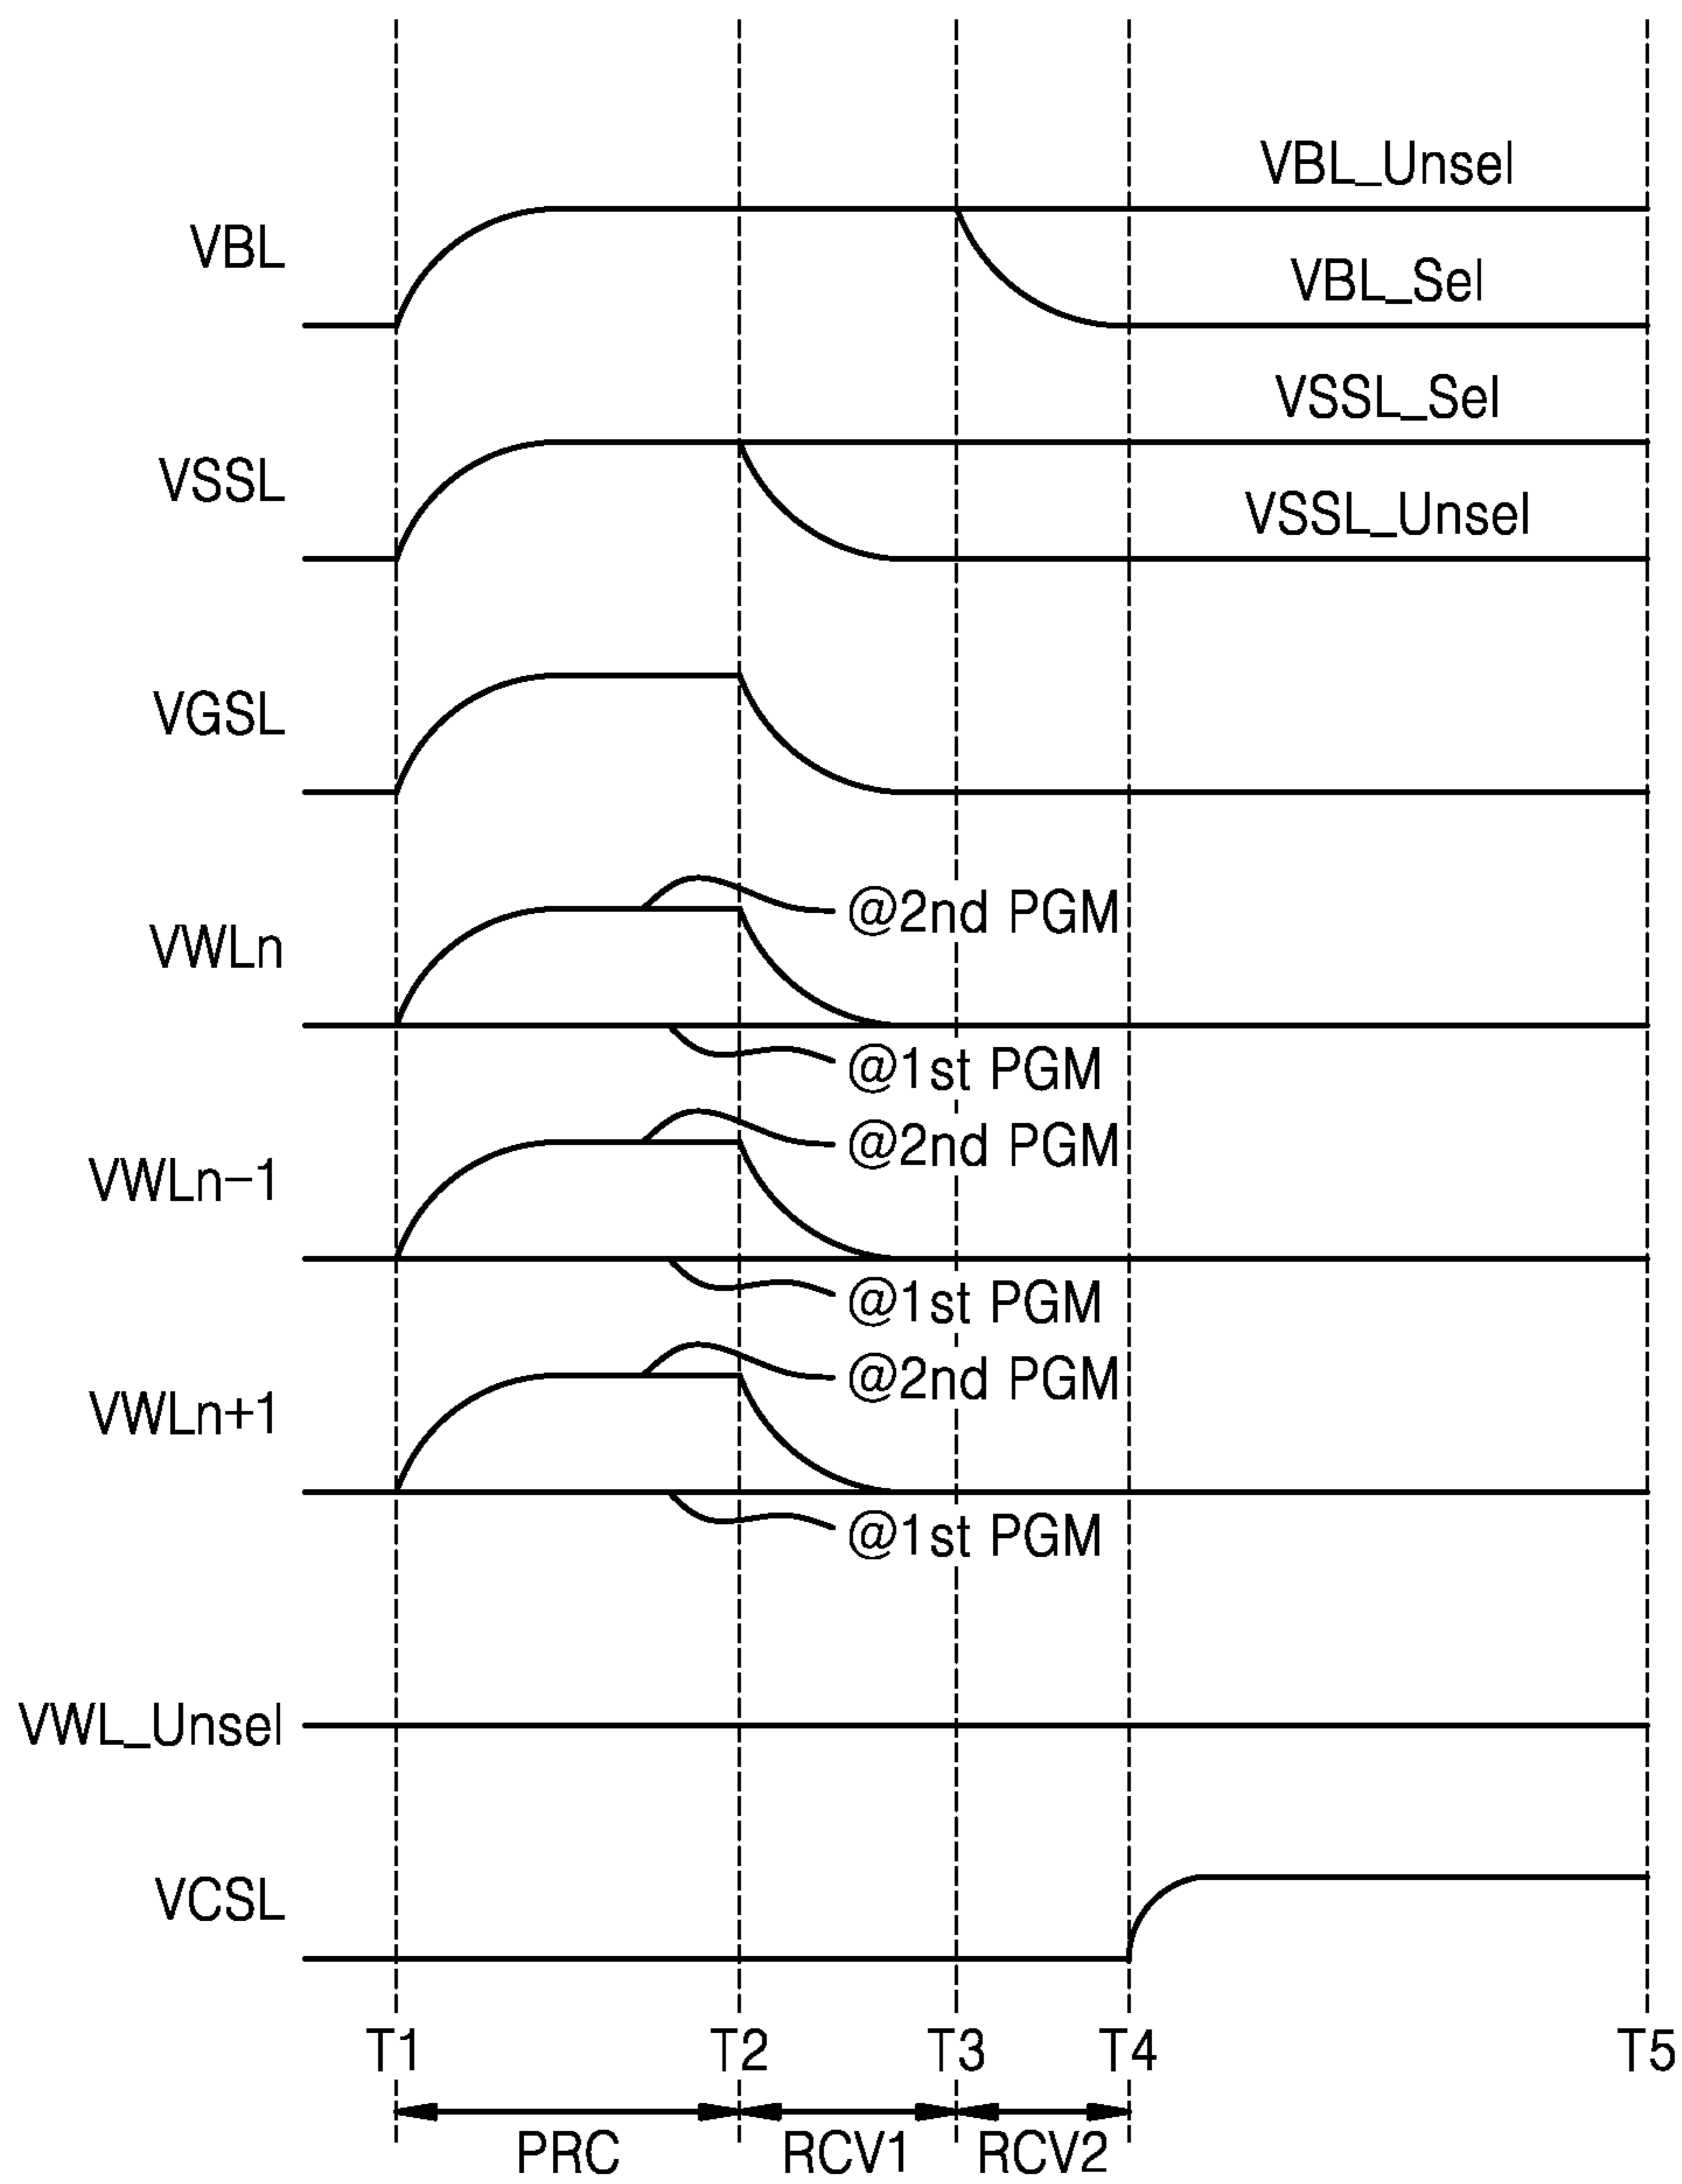 VBL_Unsel
VBL
VBL_Sel
VSSL_Sel
VSSL
VSSL_Unsel
VGSL
@2nd PGM
VWLn
@1st PGM
@2nd PGM
VWLn−1
@1st PGM
@2nd PGM
VWLn+1
@1st PGM
VWL_Unsel
VCSL
T1 T2 T3 T4 T5
PRC RCV1 RCV2